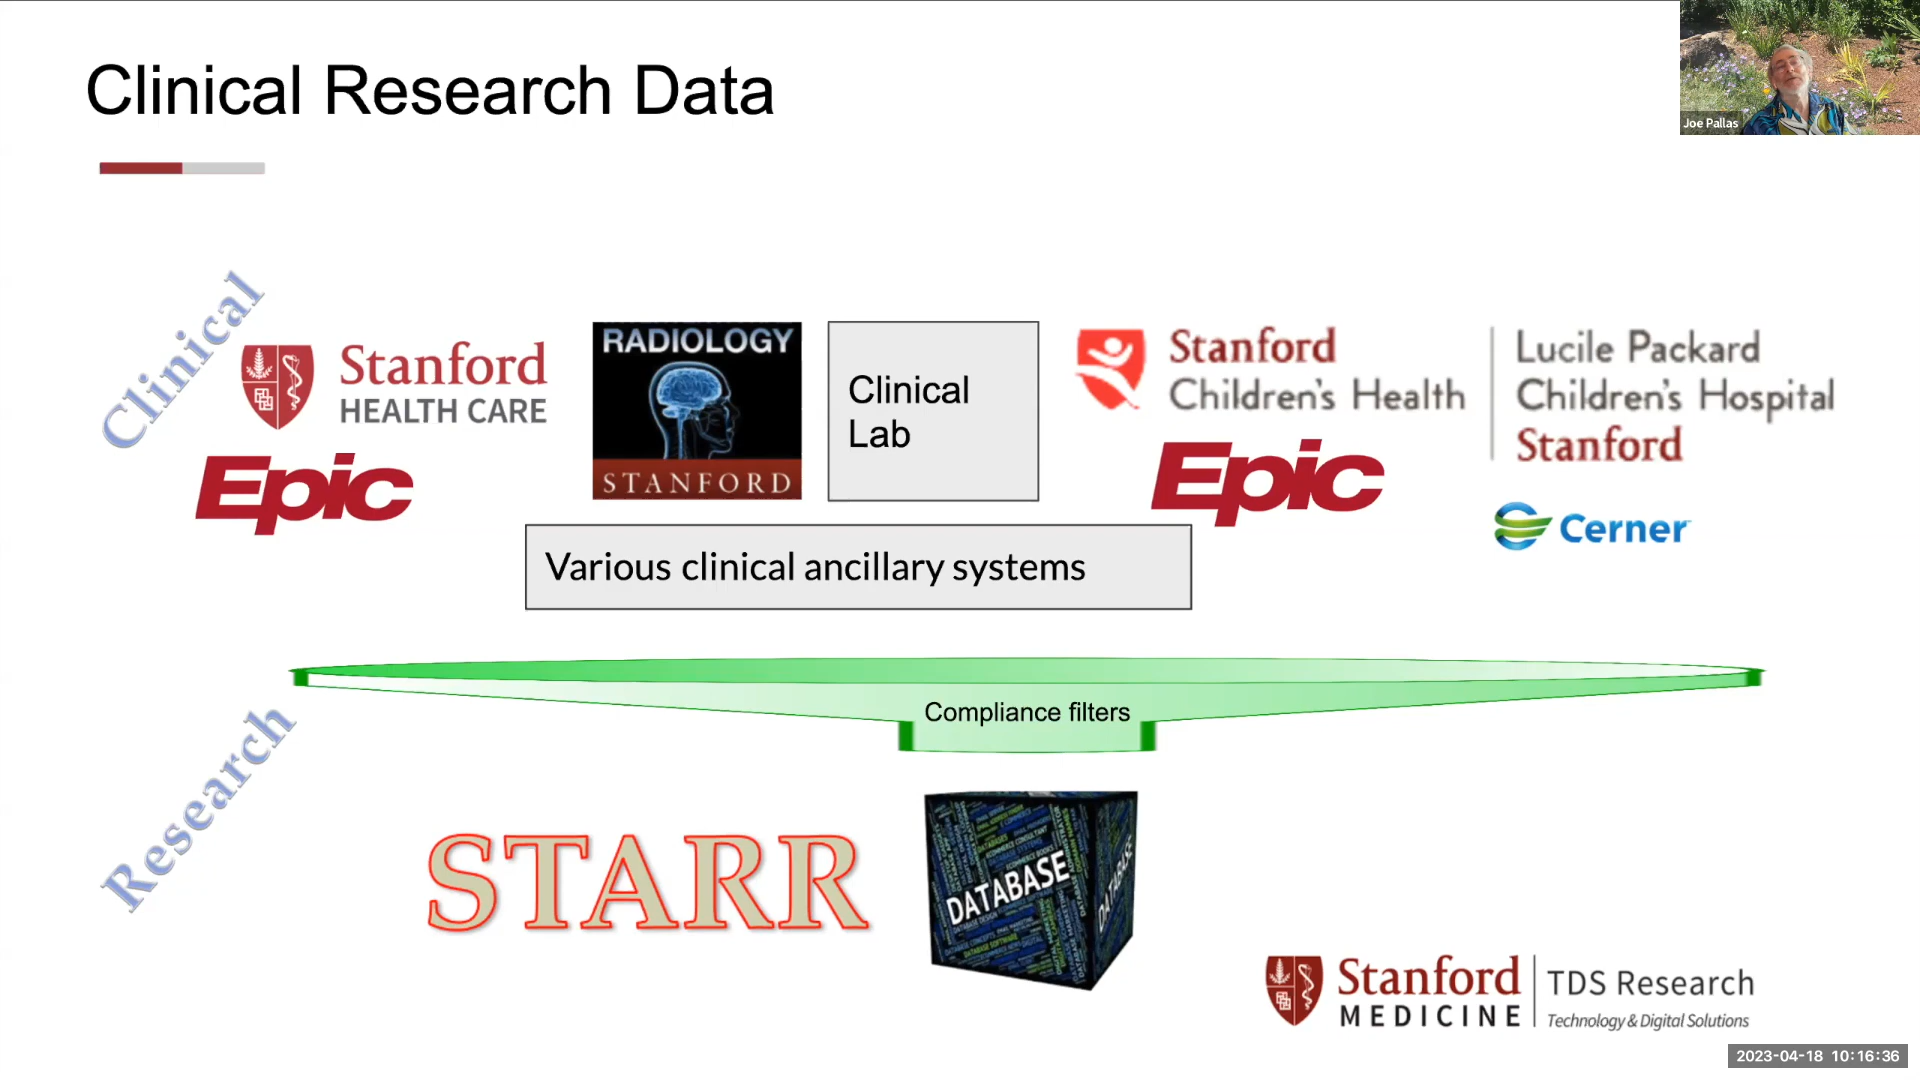 Clinical Research Data
Joe Pallas
Clinical
Stanford
HEALTH CARE
Epic
RADIOLOGY
STANFORD
Clinical
Lab
Stanford
Children's Health
Epic
Lucile Packard
Children's Hospital
Stanford
Cerner
Various clinical ancillary systems
Compliance filters
Research
STARR
DATABASE
DATABASE
Stanford
MEDICINE
TDS Research
Technology & Digital Solutions
2023-04-18 10:16:36